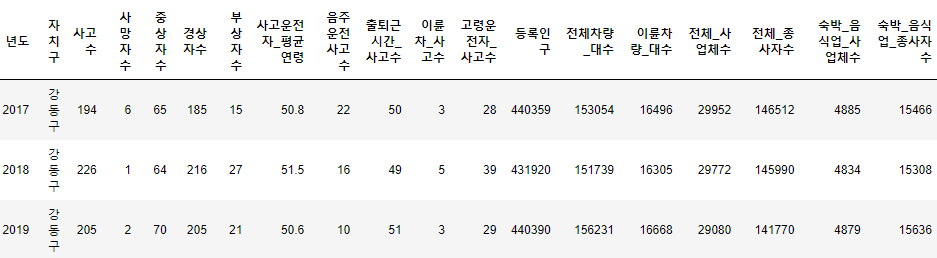 년도 자치구 사고수 사망자수 중상자수 경상자수 부상자수 사고운전자_평균연령 음주운전사고 출퇴근시간_사고수 이륜차_사고수 고령운전자_사고수 등록인구 전체차량_대수 이륜차량_대수 전체_사업체수 전체_종사자수 숙박_음식업_사업체수 숙박_음식업_종사자수
2017 강동구 194 6 65 185 15 50.8 22 50 3 28 440359 153054 16496 29952 146512 4885 15466
2018 강동구 226 1 64 216 27 51.5 16 49 5 39 431920 151739 16305 29772 145990 4834 15308
2019 강동구 205 2 70 205 21 50.6 10 51 3 29 440390 156231 16668 29080 141770 4879 15636